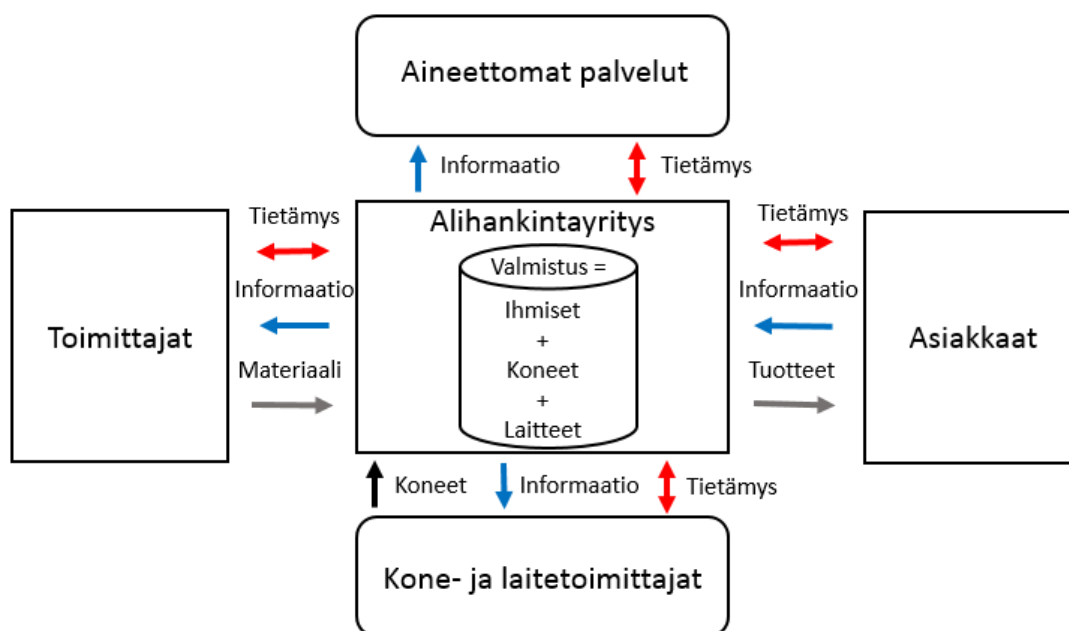 Aineettomat palvelut
Informaatio
Tietämys
Alihankintayritys
Valmistus =
Ihmiset
+
Koneet
+
Laitteet
Toimittajat
Tietämys
Informaatio
Materiaali
Tietämys
Informaatio
Tuotteet
Asiakkaat
Koneet
Informaatio
Tietämys
Kone- ja laitetoimittajat